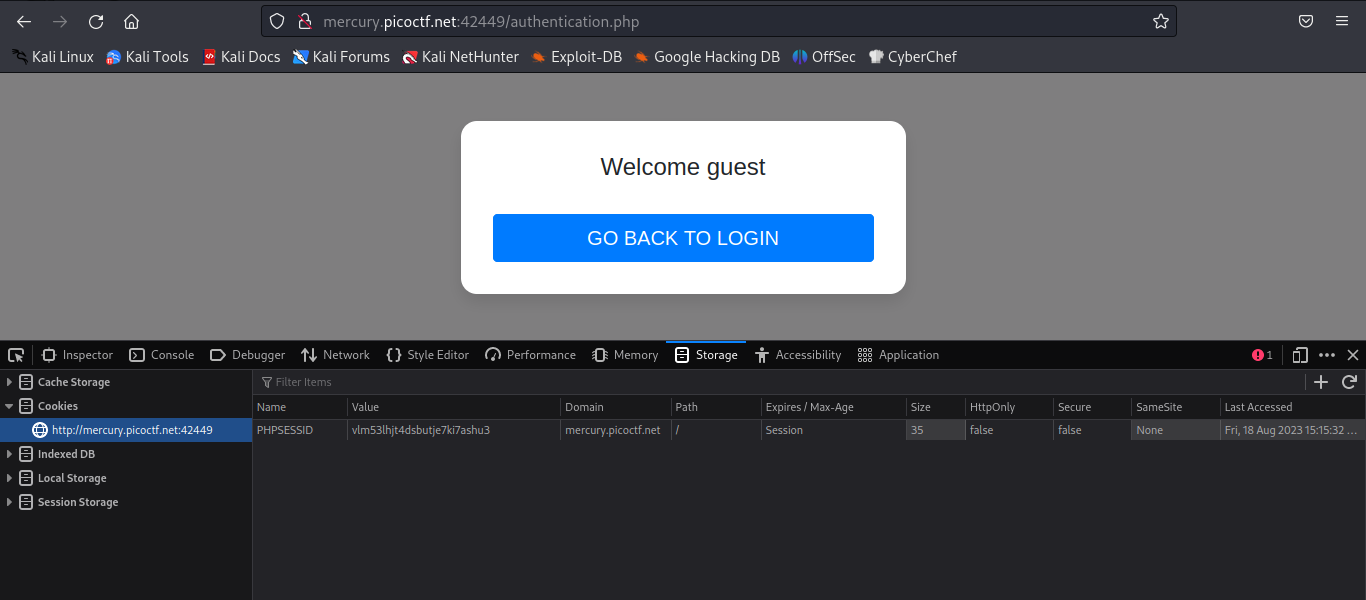 mercury.picoctf.net:42449/authentication.php
Kali Linux Kali Tools Kali Docs Kali Forums Kali NetHunter Exploit-DB Google Hacking DB OffSec CyberChef
Welcome guest
GO BACK TO LOGIN
Inspector Console Debugger Network Style Editor Performance Memory Storage Accessibility Application 1
Cache Storage Filter Items
Cookies Name Value Domain Path Expires / Max-Age Size HttpOnly Secure SameSite Last Accessed
http://mercury.picoctf.net:42449 PHPSESSID vlm53lhjt4dsbutje7ki7ashu3 mercury.picoctf.net / Session 35 false false None Fri, 18 Aug 2023 15:15:32 ...
Indexed DB
Local Storage
Session Storage